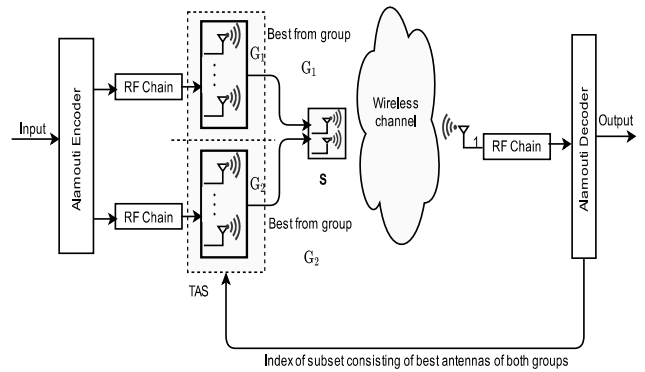 Input
Alamouti Encoder
RF Chain
RF Chain
G₁
G₂
TAS
Best from group
G₁
S
Best from group
G₂
Wireless
channel
1
RF Chain
Alamouti Decoder
Output
Index of subset consisting of best antennas of both groups